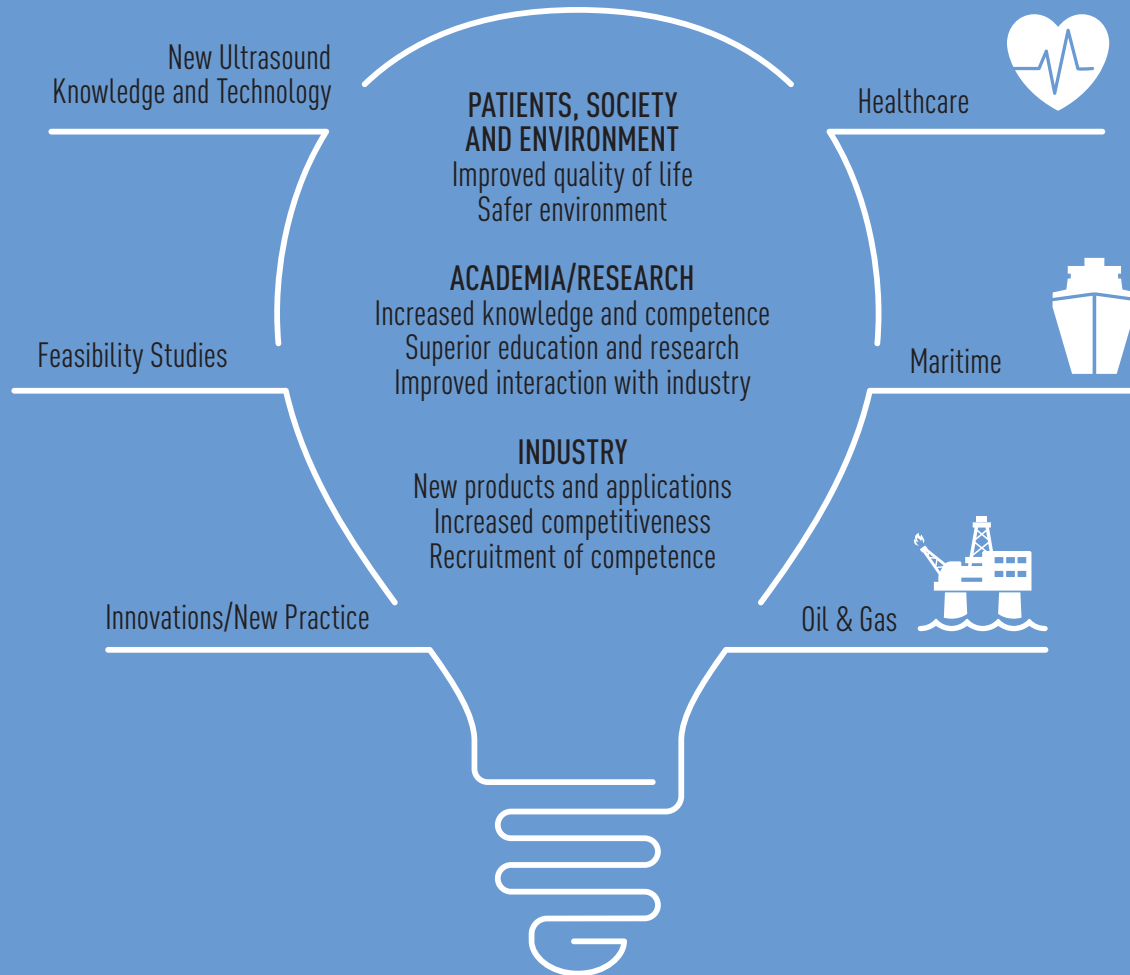 New Ultrasound
Knowledge and Technology
Feasibility Studies
Innovations/New Practice
PATIENTS, SOCIETY
AND ENVIRONMENT
Improved quality of life
Safer environment
ACADEMIA/RESEARCH
Increased knowledge and competence
Superior education and research
Improved interaction with industry
INDUSTRY
New products and applications
Increased competitiveness
Recruitment of competence
Healthcare
Maritime
Oil & Gas